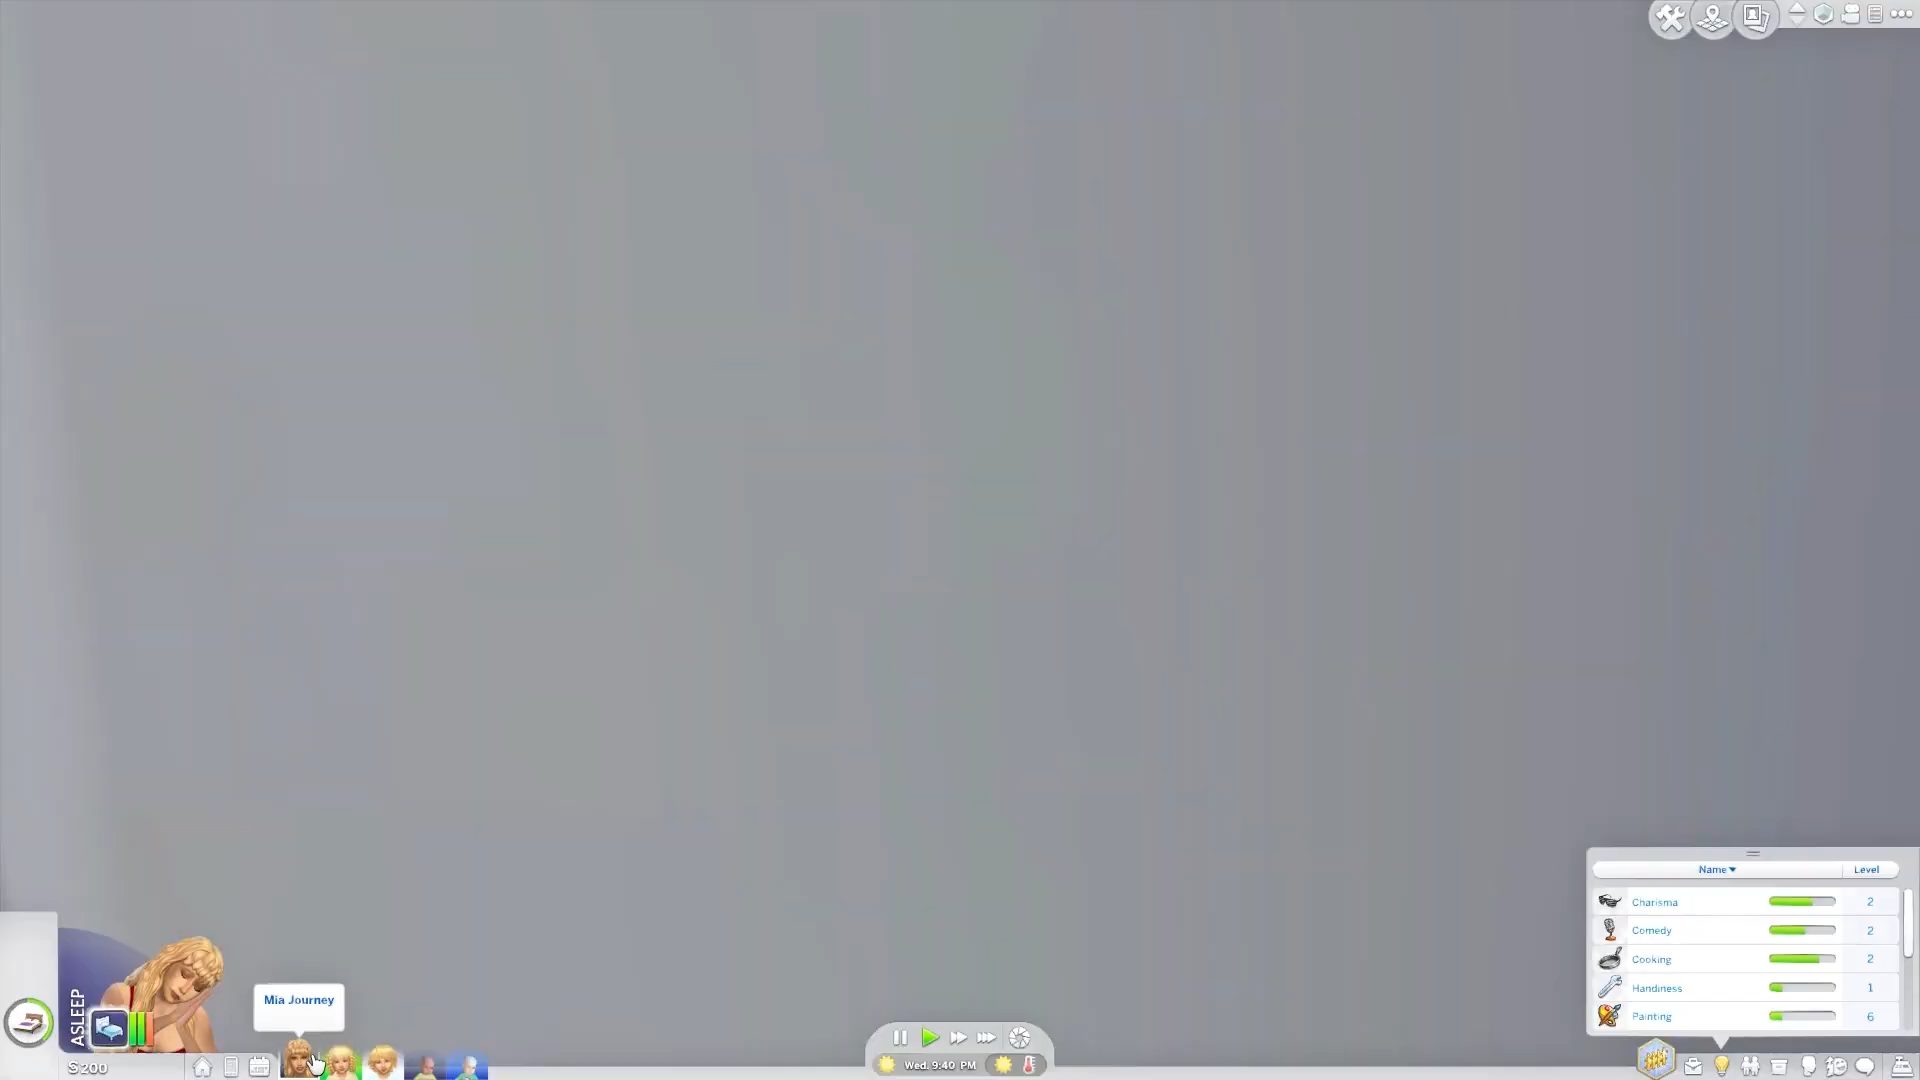 Name Level
Charisma 2
Comedy 2
Cooking 2
Handiness 1
Painting 6
ASLEEP
Mia Journey
§200
Wed. 9:40 PM